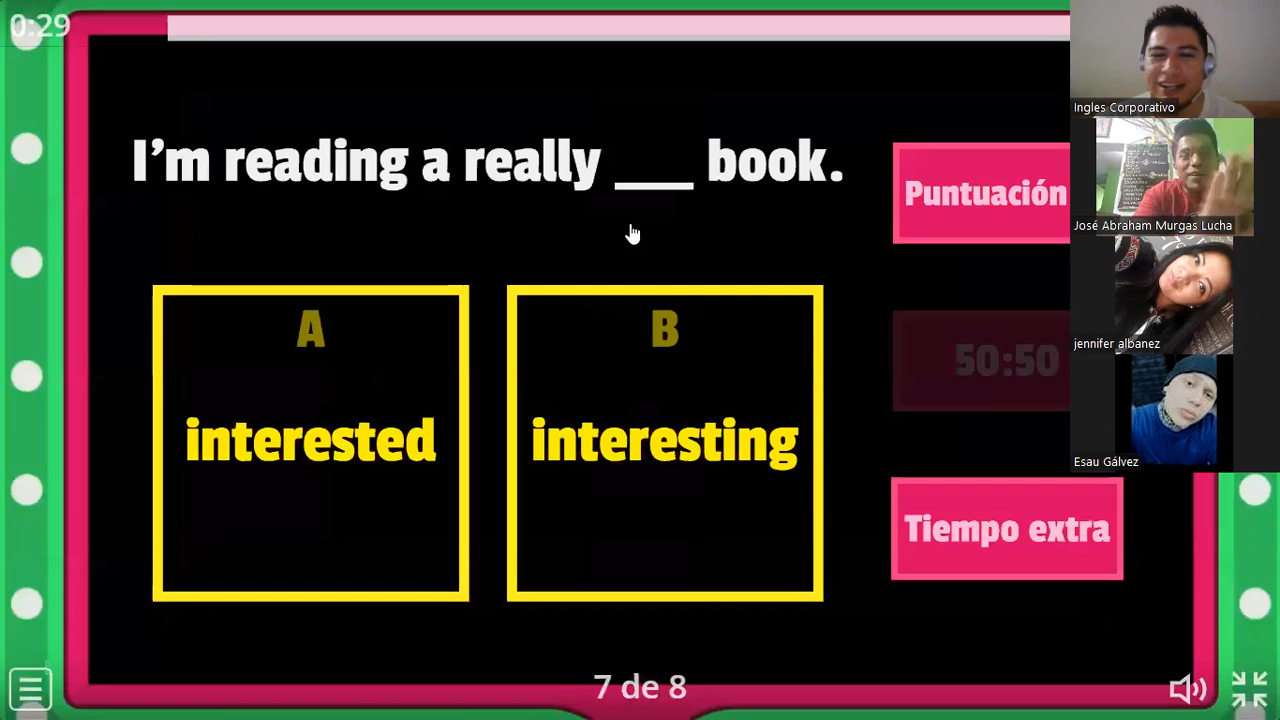 0:29
I'm reading a really ___ book.
A
interested
B
interesting
Puntuación
50:50
Tiempo extra
7 de 8
Ingles Corporativo
José Abraham Murgas Lucha
jennifer albanez
Esau Gálvez